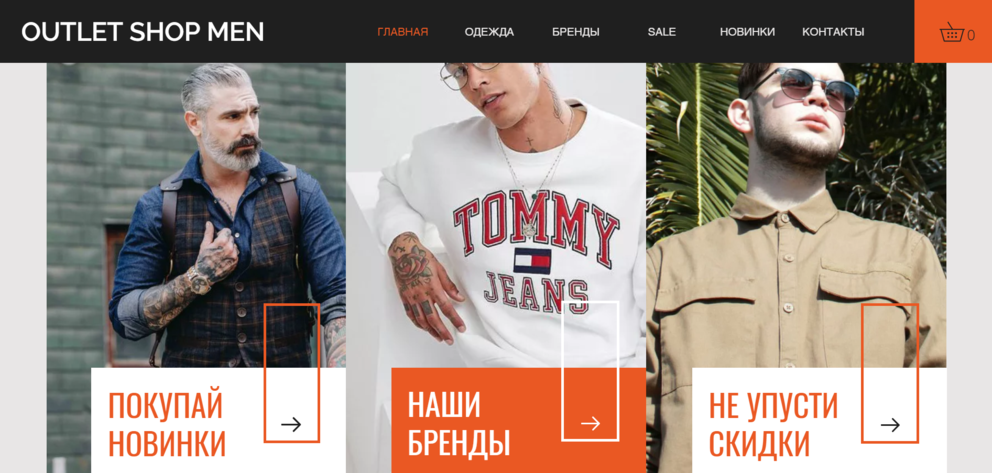 OUTLET SHOP MEN
ГЛАВНАЯ ОДЕЖДА БРЕНДЫ SALE НОВИНКИ КОНТАКТЫ
0
TOMMY
JEANS
ПОКУПАЙ
НОВИНКИ
НАШИ
БРЕНДЫ
НЕ УПУСТИ
СКИДКИ